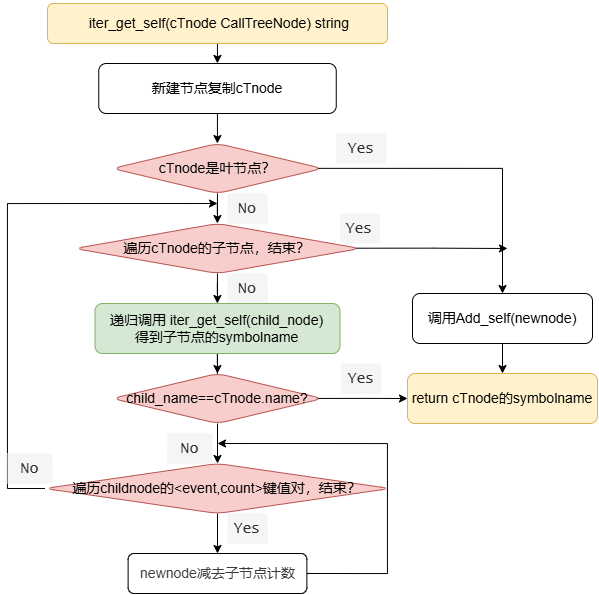 iter_get_self(cTnode CallTreeNode) string
新建节点复制cTnode
cTnode是叶节点?
Yes
No
遍历cTnode的子节点，结束?
Yes
No
递归调用 iter_get_self(child_node)
得到子节点的symbolname
调用Add_self(newnode)
child_name==cTnode.name?
Yes
return cTnode的symbolname
No
No
遍历childnode的<event,count>键值对，结束?
Yes
newnode减去子节点计数